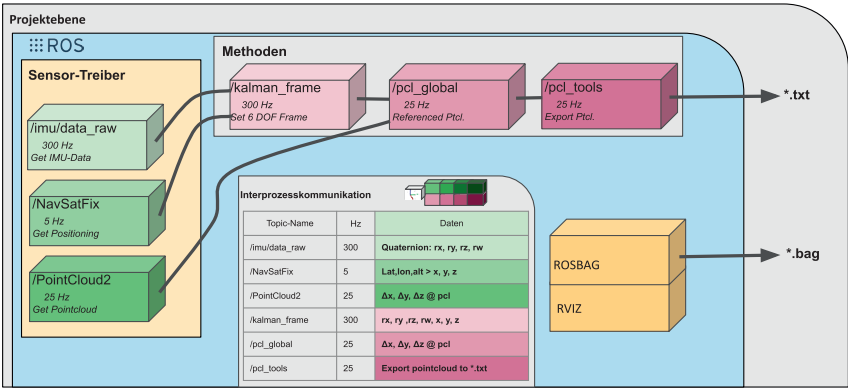 Projektebene
ROS
Methoden
Sensor-Treiber
/kalman_frame
300 Hz
Set 6 DOF Frame
/pcl_global
25 Hz
Referenced Ptcl.
/pcl_tools
25 Hz
Export Ptcl.
*.txt
/imu/data_raw
300 Hz
Get IMU-Data
/NavSatFix
5 Hz
Get Positioning
/PointCloud2
25 Hz
Get Pointcloud
Interprozesskommunikation
Topic-Name Hz Daten
/imu/data_raw 300 Quaternion: rx, ry, rz, rw
/NavSatFix 5 Lat,lon,alt > x, y, z
/PointCloud2 25 Δx, Δy, Δz @ pcl
/kalman_frame 300 rx, ry ,rz, rw, x, y, z
/pcl_global 25 Δx, Δy, Δz @ pcl
/pcl_tools 25 Export pointcloud to *.txt
ROSBAG
RVIZ
*.bag